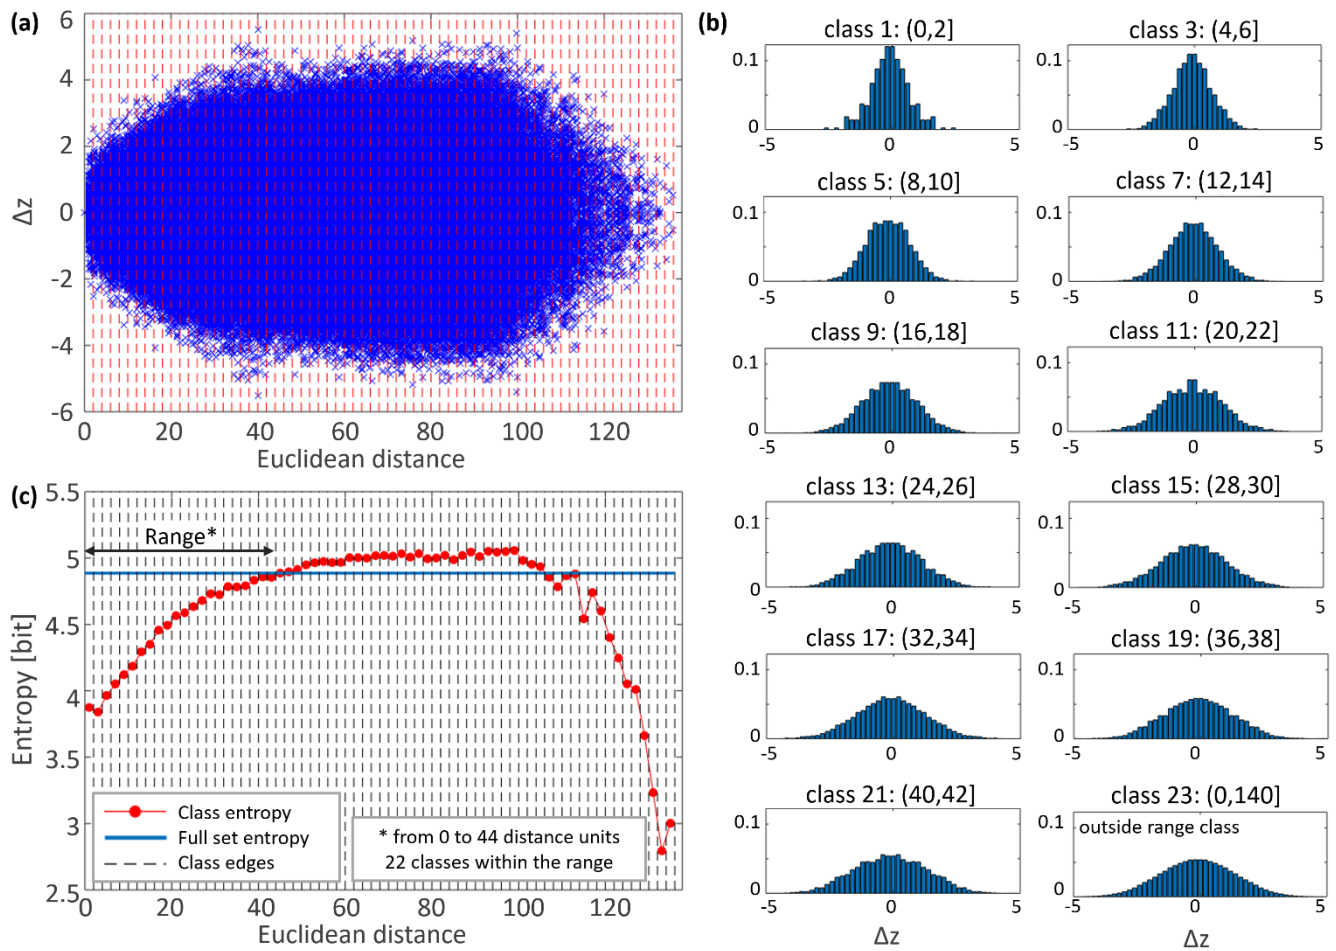 (a)
6
4
2
0
-2
-4
-6
Δz
0 20 40 60 80 100 120
Euclidean distance
(b)
class 1: (0,2]
0.1
0
-5 0 5
class 3: (4,6]
0.1
0
-5 0 5
class 5: (8,10]
0.1
0
-5 0 5
class 7: (12,14]
0.1
0
-5 0 5
class 9: (16,18]
0.1
0
-5 0 5
class 11: (20,22]
0.1
0
-5 0 5
class 13: (24,26]
0.1
0
-5 0 5
class 15: (28,30]
0.1
0
-5 0 5
class 17: (32,34]
0.1
0
-5 0 5
class 19: (36,38]
0.1
0
-5 0 5
class 21: (40,42]
0.1
0
-5 0 5
Δz
class 23: (0,140]
outside range class
0.1
0
-5 0 5
Δz
(c)
5.5
5
4.5
4
3.5
3
2.5
Entropy [bit]
Range*
Class entropy
Full set entropy
Class edges
* from 0 to 44 distance units
22 classes within the range
0 20 40 60 80 100 120
Euclidean distance